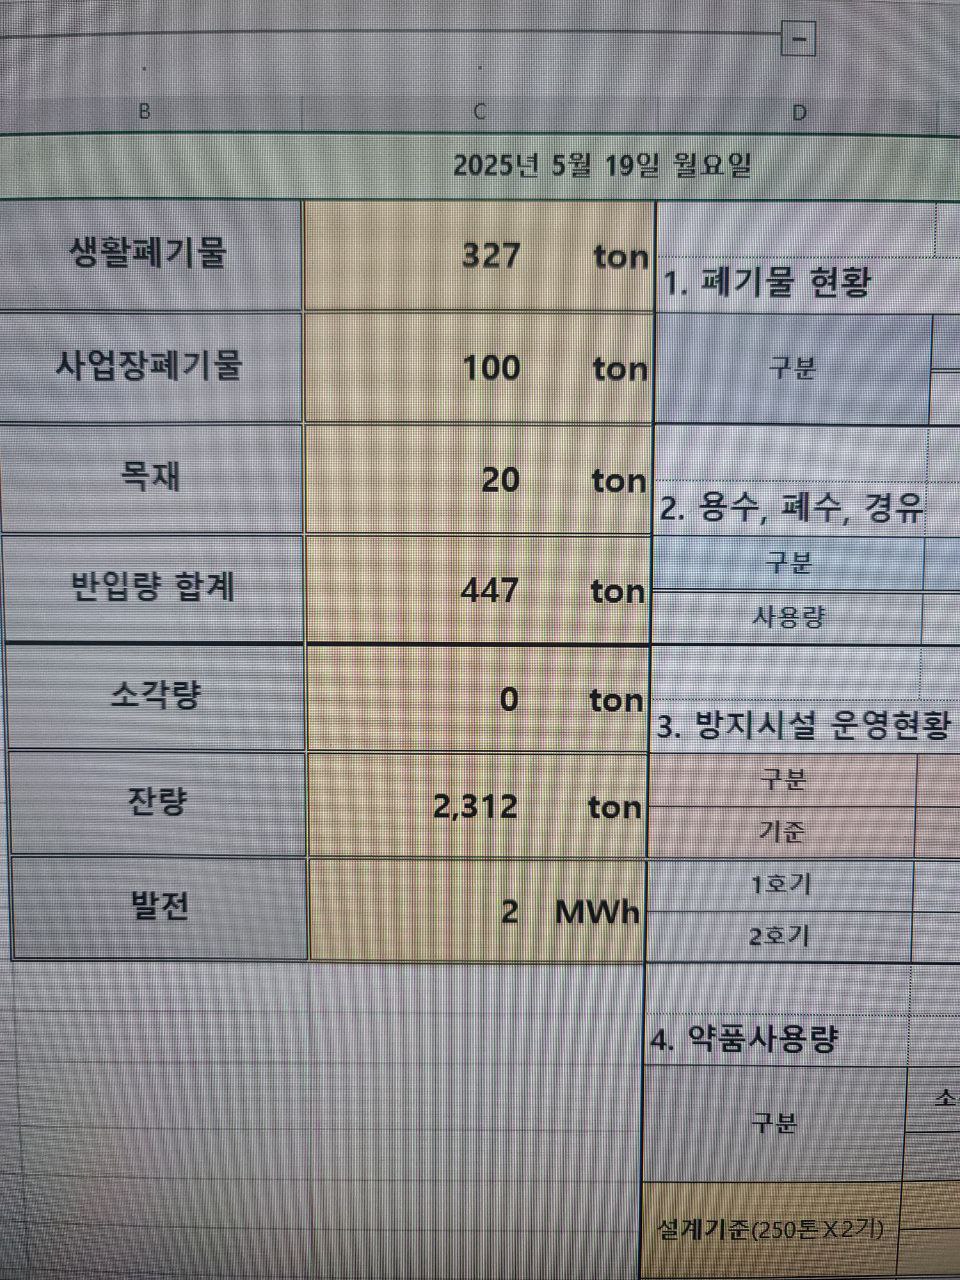 B C D
2025년 5월 19일 월요일
생활폐기물 327 ton
1. 폐기물 현황
사업장폐기물 100 ton
구분
목재 20 ton
2. 용수, 폐수, 경유
구분
반입량 합계 447 ton
사용량
소각량 0 ton
3. 방지시설 운영현황
구분
잔량 2,312 ton
기준
1호기
발전 2 MWh
2호기
4. 약품사용량
소
구분
설계기준(250톤X2기)